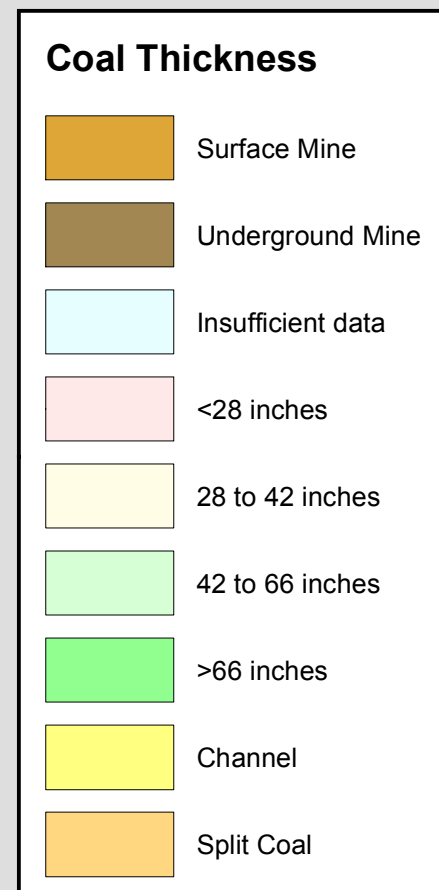 Coal Thickness
Surface Mine
Underground Mine
Insufficient data
<28 inches
28 to 42 inches
42 to 66 inches
>66 inches
Channel
Split Coal